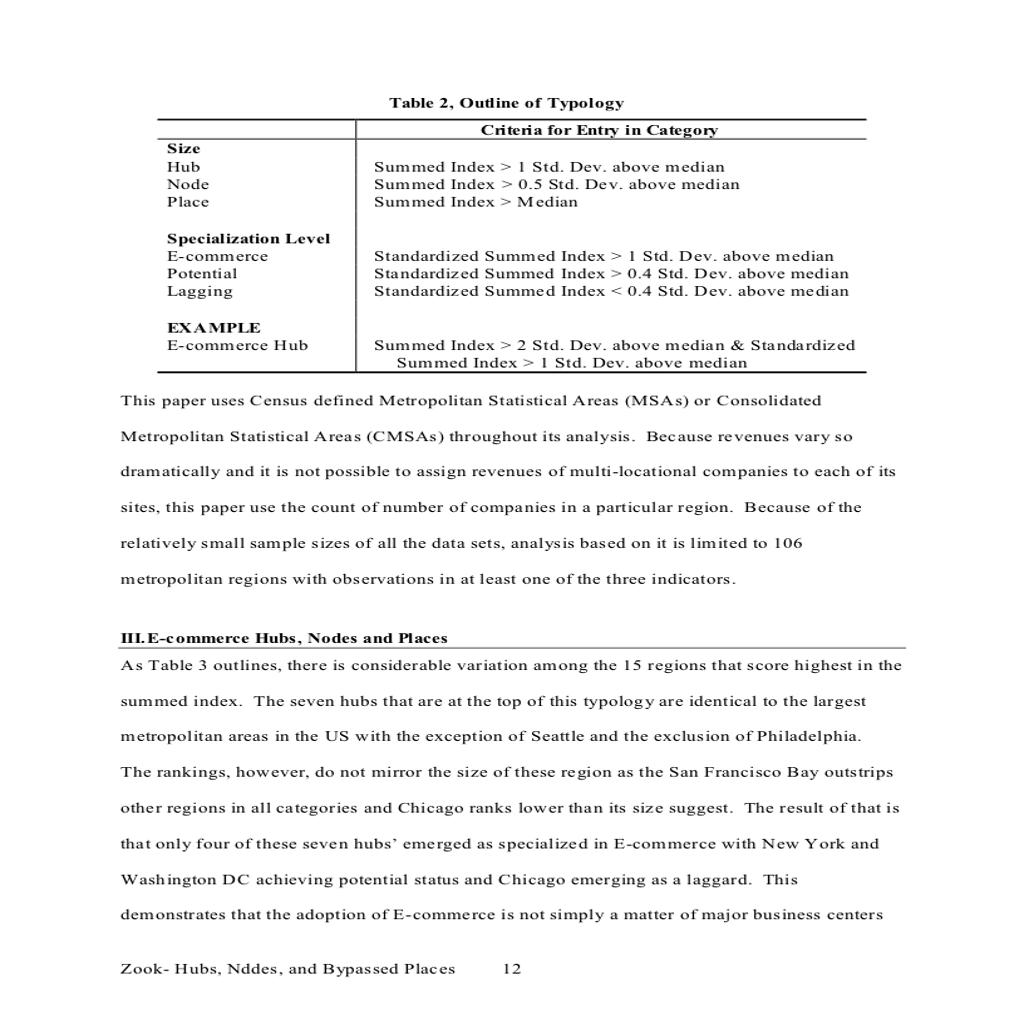 Table 2, Outline of Typology
Criteria for Entry in Category
Size
Hub Summed Index > 1 Std. Dev. above median
Node Summed Index > 0.5 Std. Dev. above median
Place Summed Index > Median
Specialization Level
E-commerce Standardized Summed Index > 1 Std. Dev. above median
Potential Standardized Summed Index > 0.4 Std. Dev. above median
Lagging Standardized Summed Index < 0.4 Std. Dev. above median
EXAMPLE
E-commerce Hub Summed Index > 2 Std. Dev. above median & Standardized
Summed Index > 1 Std. Dev. above median
This paper uses Census defined Metropolitan Statistical Areas (MSAs) or Consolidated
Metropolitan Statistical Areas (CMSAs) throughout its analysis. Because revenues vary so
dramatically and it is not possible to assign revenues of multi-locational companies to each of its
sites, this paper use the count of number of companies in a particular region. Because of the
relatively small sample sizes of all the data sets, analysis based on it is limited to 106
metropolitan regions with observations in at least one of the three indicators.
III.E-commerce Hubs, Nodes and Places
As Table 3 outlines, there is considerable variation among the 15 regions that score highest in the
summed index. The seven hubs that are at the top of this typology are identical to the largest
metropolitan areas in the US with the exception of Seattle and the exclusion of Philadelphia.
The rankings, however, do not mirror the size of these region as the San Francisco Bay outstrips
other regions in all categories and Chicago ranks lower than its size suggest. The result of that is
that only four of these seven hubs' emerged as specialized in E-commerce with New York and
Washington DC achieving potential status and Chicago emerging as a laggard. This
demonstrates that the adoption of E-commerce is not simply a matter of major business centers
Zook- Hubs, Nddes, and Bypassed Places 12